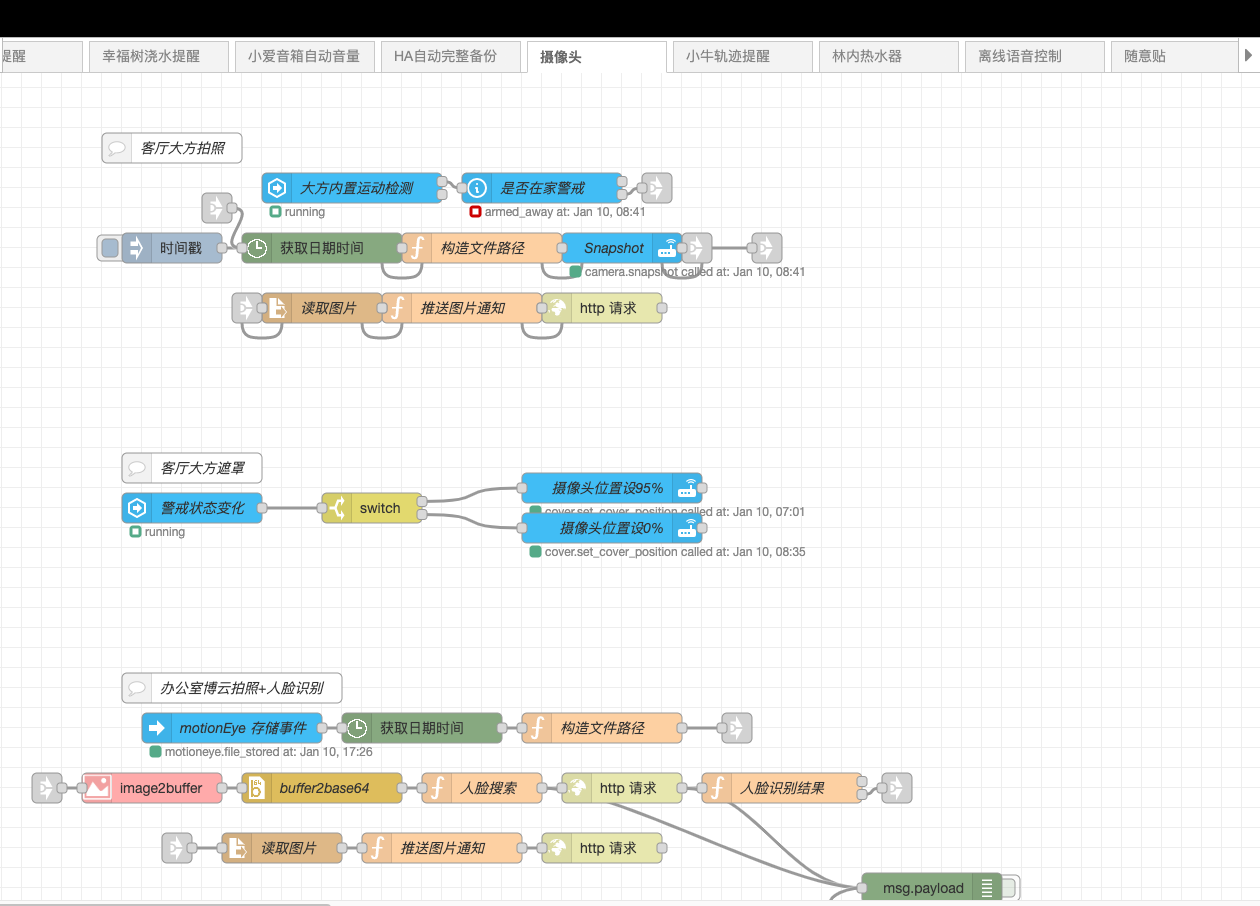 提醒
幸福树浇水提醒
小爱音箱自动音量
HA自动完整备份
摄像头
小牛轨迹提醒
林内热水器
离线语音控制
随意贴
客厅大方拍照
大方内置运动检测
是否在家警戒
running
armed_away at: Jan 10, 08:41
时间戳
获取日期时间
构造文件路径
Snapshot
camera.snapshot called at: Jan 10, 08:41
读取图片
推送图片通知
http 请求
客厅大方遮罩
摄像头位置设95%
警戒状态变化
switch
cover.set_cover_position called at: Jan 10, 07:01
摄像头位置设0%
running
cover.set_cover_position called at: Jan 10, 08:35
办公室博云拍照+人脸识别
motionEye 存储事件
获取日期时间
构造文件路径
motioneye.file_stored at: Jan 10, 17:26
image2buffer
buffer2base64
人脸搜索
http 请求
人脸识别结果
读取图片
推送图片通知
http 请求
msg.payload